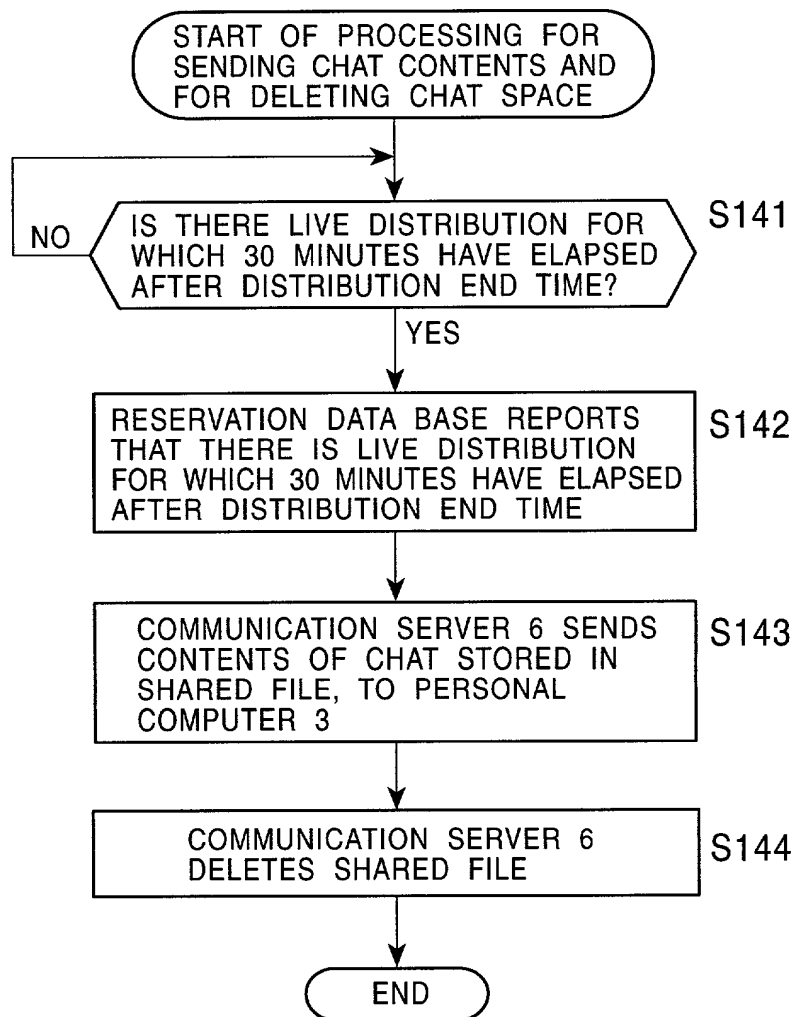 START OF PROCESSING FOR
SENDING CHAT CONTENTS AND
FOR DELETING CHAT SPACE
NO
IS THERE LIVE DISTRIBUTION FOR
WHICH 30 MINUTES HAVE ELAPSED
AFTER DISTRIBUTION END TIME?
S141
YES
RESERVATION DATA BASE REPORTS
THAT THERE IS LIVE DISTRIBUTION
FOR WHICH 30 MINUTES HAVE ELAPSED
AFTER DISTRIBUTION END TIME
S142
COMMUNICATION SERVER 6 SENDS
CONTENTS OF CHAT STORED IN
SHARED FILE, TO PERSONAL
COMPUTER 3
S143
COMMUNICATION SERVER 6
DELETES SHARED FILE
S144
END